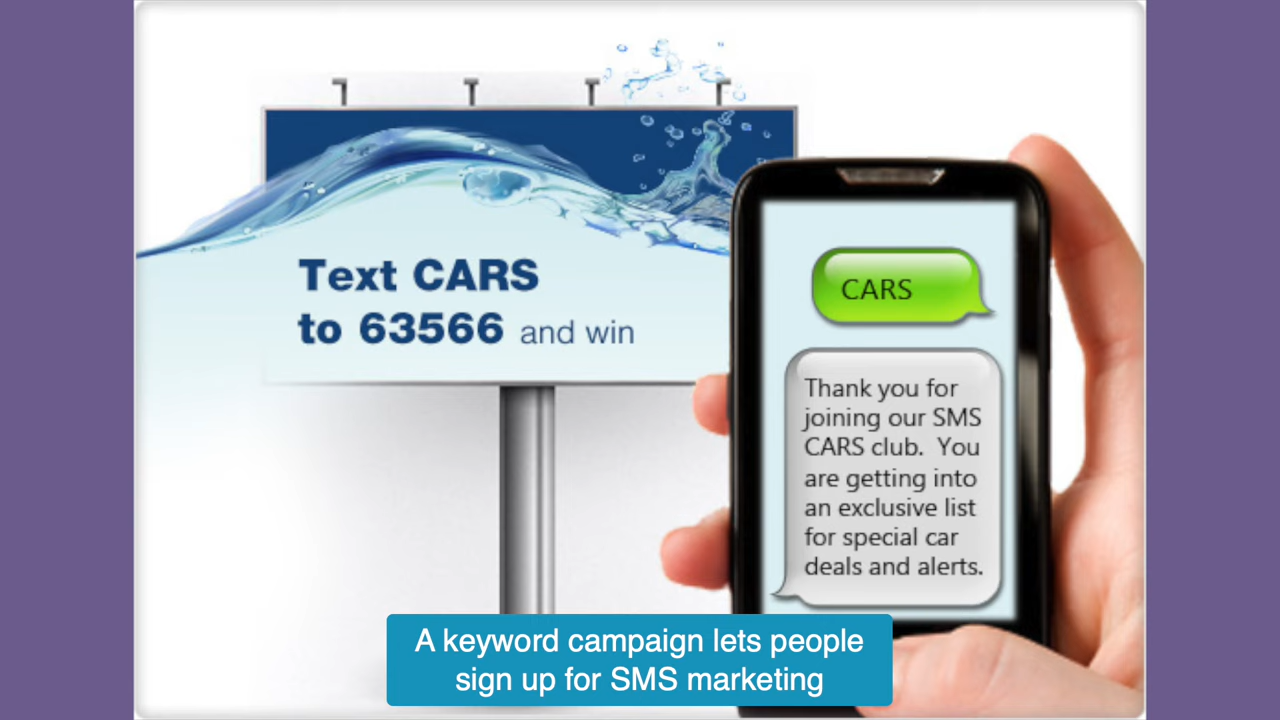 Text CARS
to 63566 and win
CARS
Thank you for
joining our SMS
CARS club.  You
are getting into
an exclusive list
for special car
deals and alerts.
A keyword campaign lets people
sign up for SMS marketing